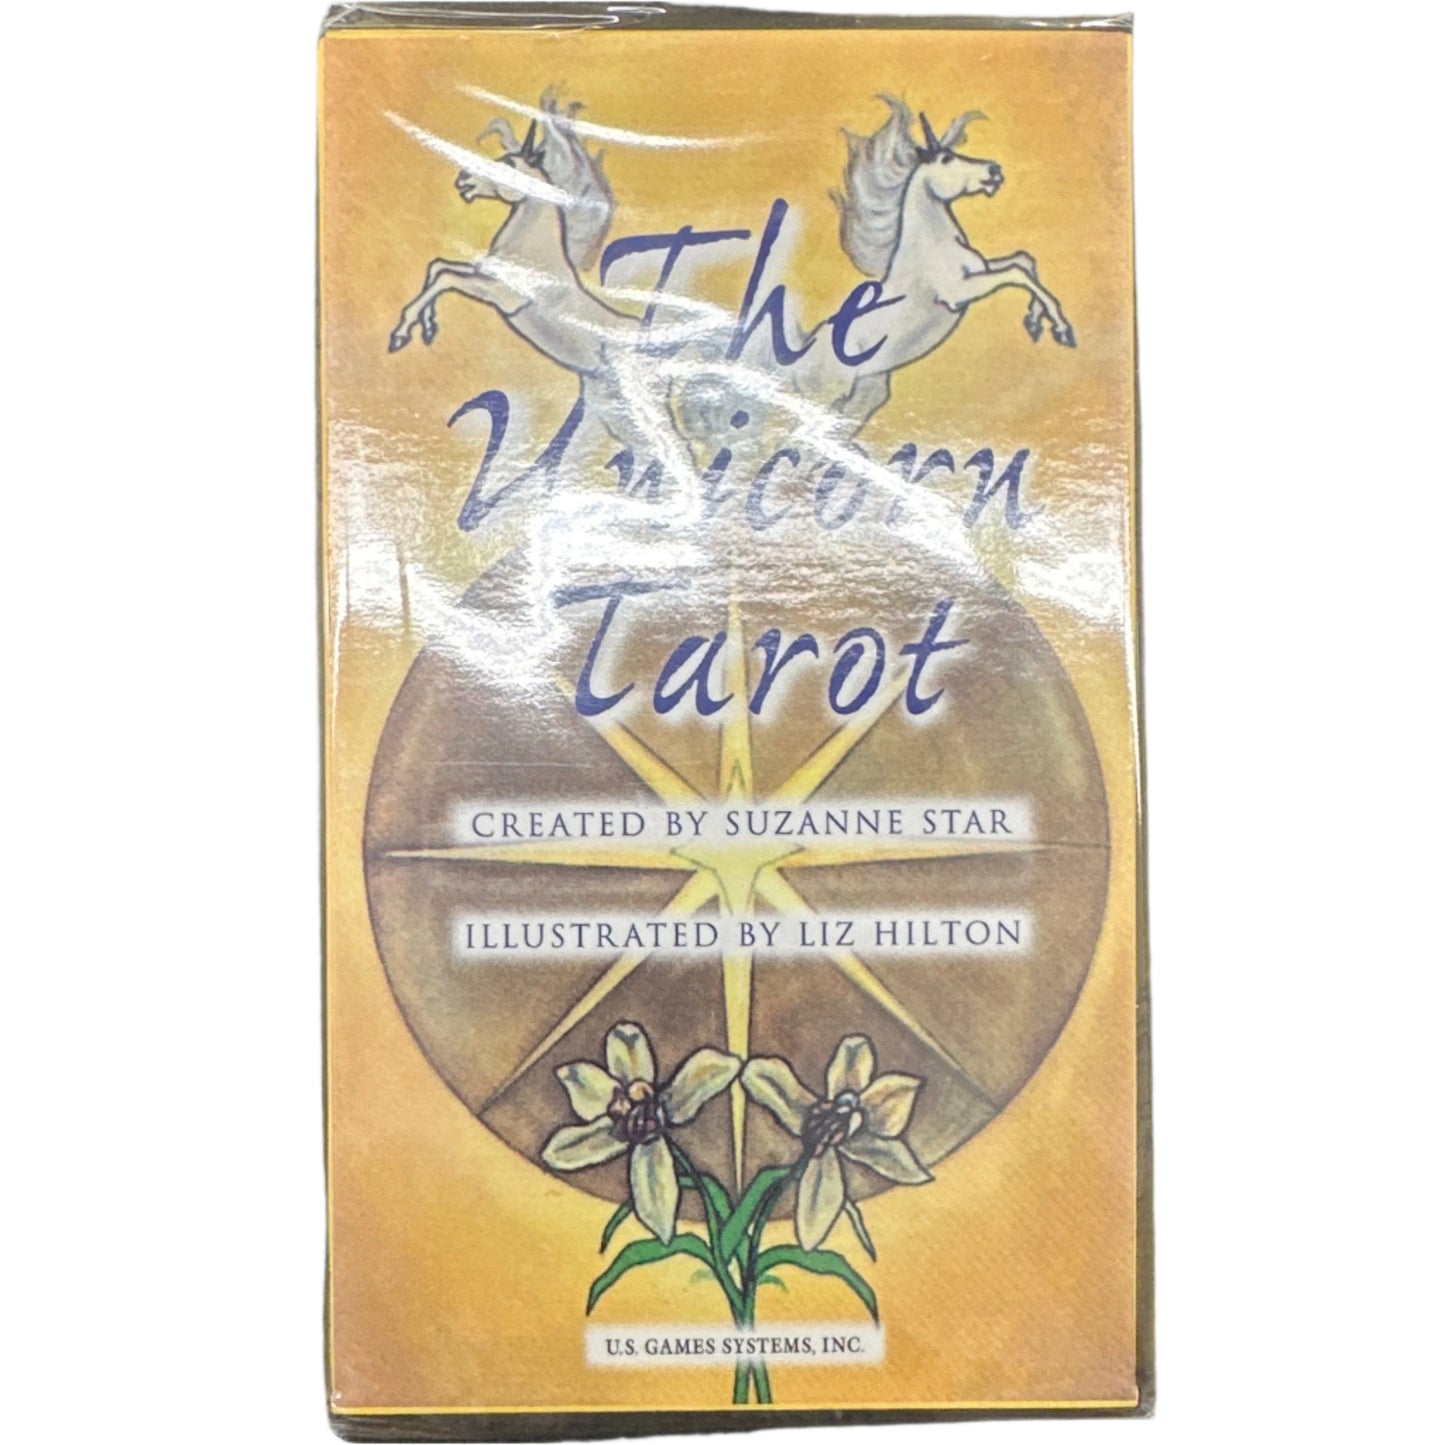 The
Unicorn
Tarot
CREATED BY SUZANNE STAR
ILLUSTRATED BY LIZ HILTON
U.S. GAMES SYSTEMS, INC.